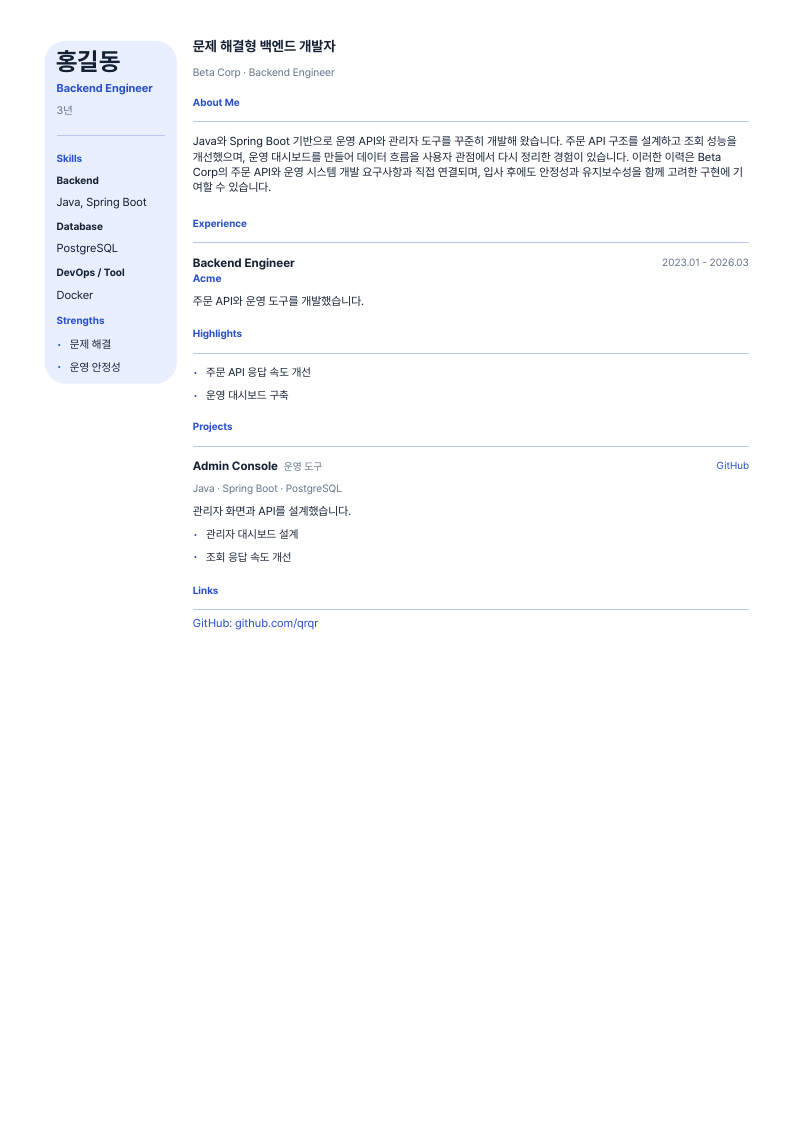 홍길동
Backend Engineer
3년
Skills
Backend
Java, Spring Boot
Database
PostgreSQL
DevOps / Tool
Docker
Strengths
· 문제 해결
· 운영 안정성
문제 해결형 백엔드 개발자
Beta Corp · Backend Engineer
About Me
Java와 Spring Boot 기반으로 운영 API와 관리자 도구를 꾸준히 개발해 왔습니다. 주문 API 구조를 설계하고 조회 성능을
개선했으며, 운영 대시보드를 만들어 데이터 흐름을 사용자 관점에서 다시 정리한 경험이 있습니다. 이러한 이력은 Beta
Corp의 주문 API와 운영 시스템 개발 요구사항과 직접 연결되며, 입사 후에도 안정성과 유지보수성을 함께 고려한 구현에 기
여할 수 있습니다.
Experience
Backend Engineer 2023.01 - 2026.03
Acme
주문 API와 운영 도구를 개발했습니다.
Highlights
· 주문 API 응답 속도 개선
· 운영 대시보드 구축
Projects
Admin Console 운영 도구 GitHub
Java · Spring Boot · PostgreSQL
관리자 화면과 API를 설계했습니다.
· 관리자 대시보드 설계
· 조회 응답 속도 개선
Links
GitHub: github.com/qrqr